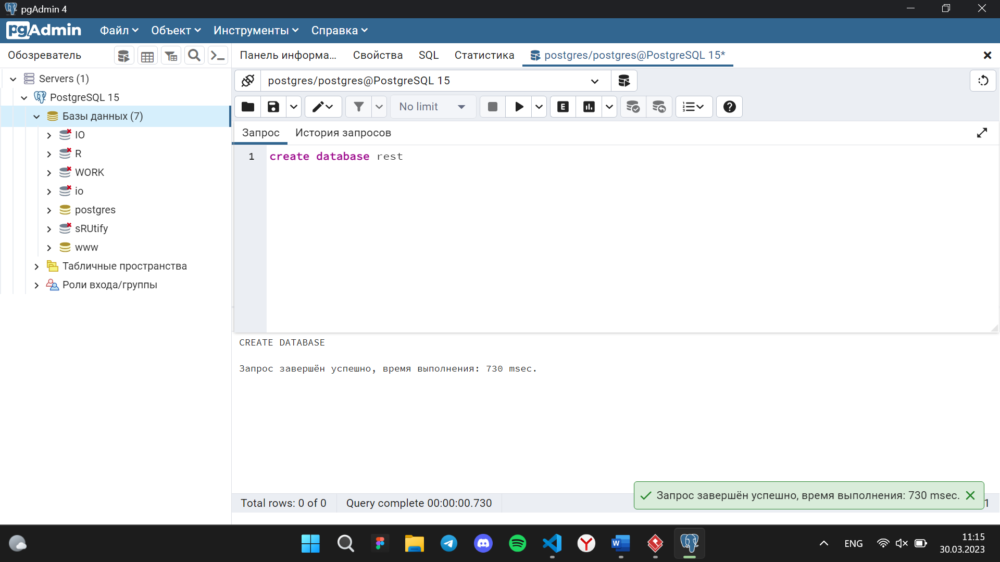 pgAdmin 4
pgAdmin Файл Объект Инструменты Справка
Обозреватель
Панель информа... Свойства SQL Статистика postgres/postgres@PostgreSQL 15*
Servers (1)
PostgreSQL 15
Базы данных (7)
IO
R
WORK
io
postgres
sRUtify
www
Табличные пространства
Роли входа/группы
postgres/postgres@PostgreSQL 15
No limit
E
Запрос История запросов
1 create database rest
CREATE DATABASE
Запрос завершён успешно, время выполнения: 730 msec.
Запрос завершён успешно, время выполнения: 730 msec.
Total rows: 0 of 0 Query complete 00:00:00.730
1
ENG
11:15
30.03.2023